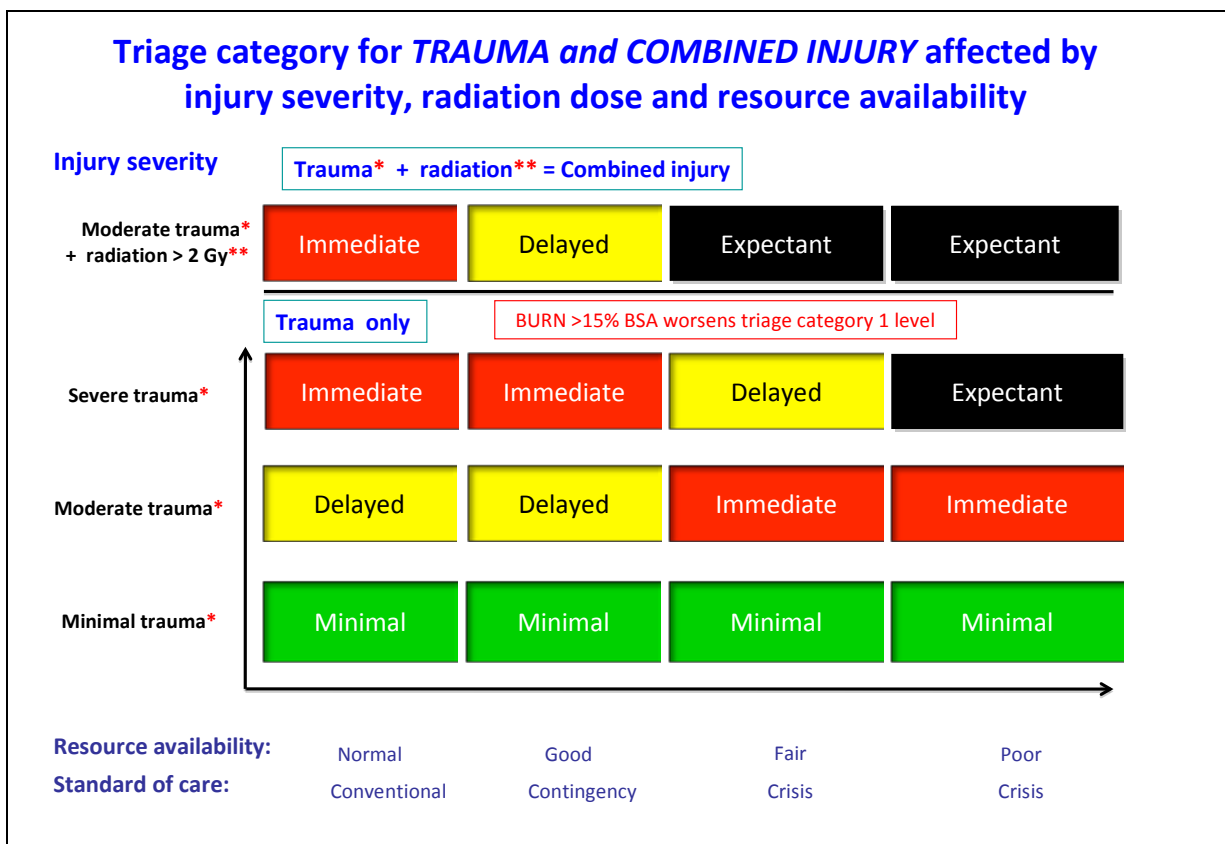 Triage category for TRAUMA and COMBINED INJURY affected by
injury severity, radiation dose and resource availability
Injury severity
Trauma* + radiation** = Combined injury
Moderate trauma*
+ radiation > 2 Gy**
Immediate Delayed Expectant Expectant
Trauma only
BURN >15% BSA worsens triage category 1 level
Severe trauma* Immediate Immediate Delayed Expectant
Moderate trauma* Delayed Delayed Immediate Immediate
Minimal trauma* Minimal Minimal Minimal Minimal
Resource availability: Normal Good Fair Poor
Standard of care: Conventional Contingency Crisis Crisis